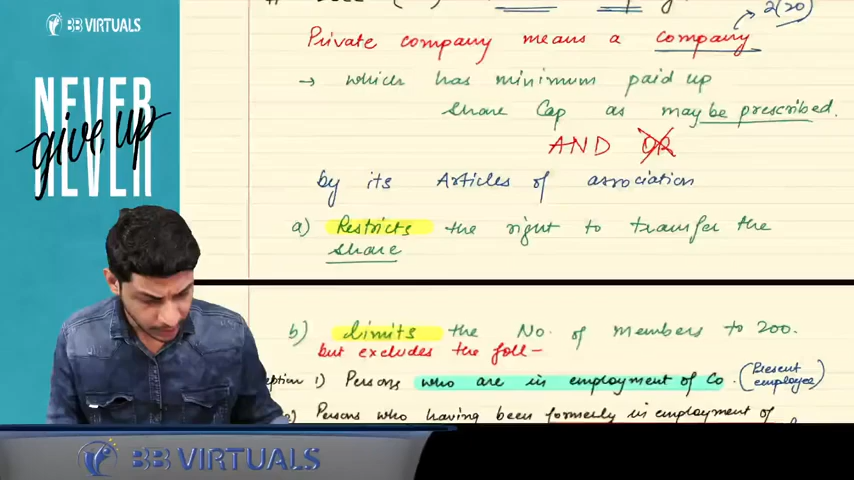 BB VIRTUALS
NEVER
give up
NEVER
2(20)
Private company means a company
→ which has minimum paid up
share Cap as may be prescribed.
AND OR
by its Articles of association
a) Restricts the right to transfer the
share
b) limits the No. of members to 200.
but excludes the foll-
eption 1) Persons who are in employment of Co. (Present
employee)
Persons who having been formerly in employment of
BB VIRTUALS